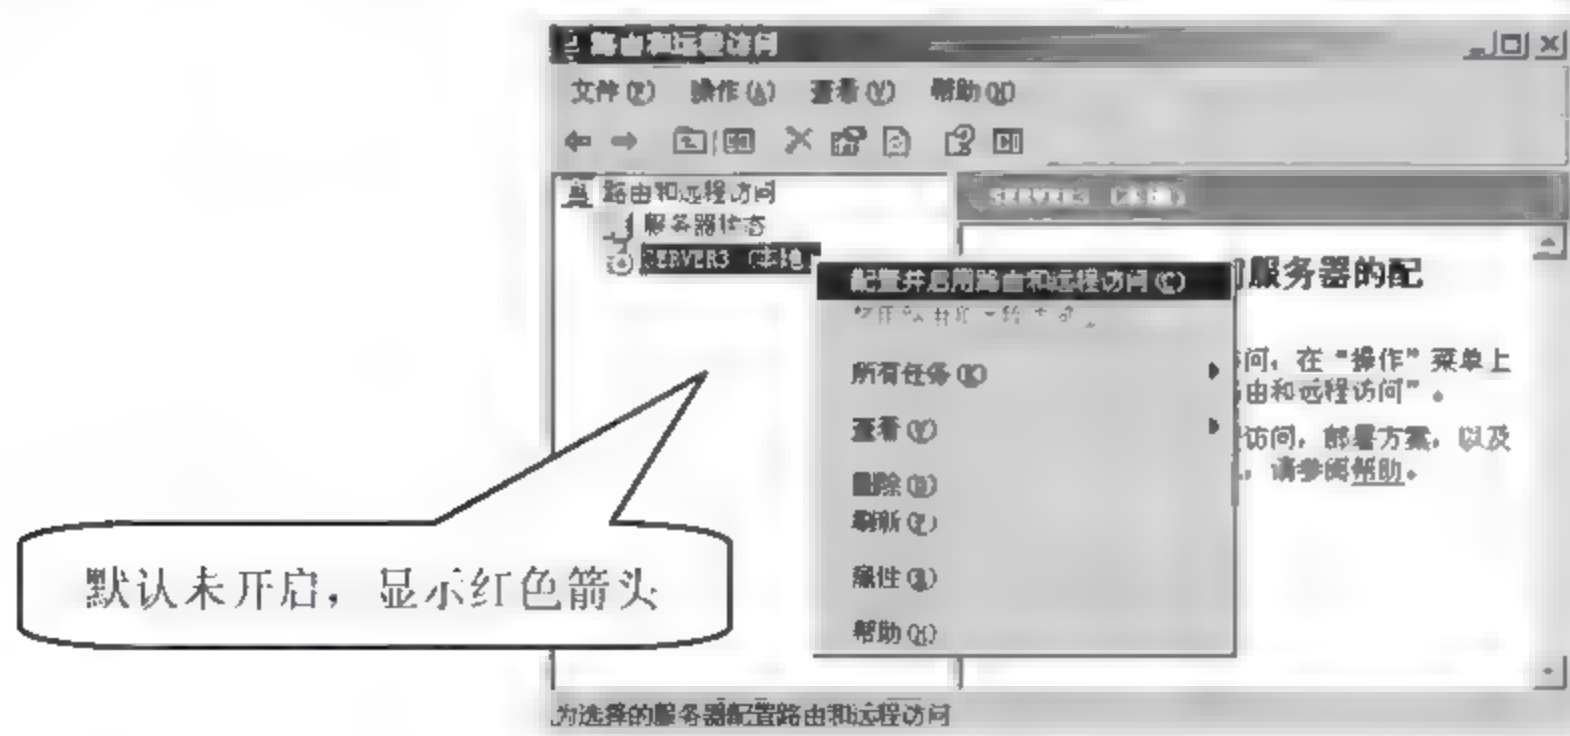 路由和远程访问
文件(F) 操作(A) 查看(V) 帮助(H)
路由和远程访问
服务器状态
SERVER3 (本地)
SERVER3 (本地)
配置并启用路由和远程访问(C)
所有任务(K)
查看(V)
删除(D)
刷新(F)
属性(R)
帮助(H)
服务器的配
问，在“操作”菜单上
由和远程访问”。
访问，部署方案，以及
，请参阅帮助。
默认未开启，显示红色箭头
为选择的服务器配置路由和远程访问